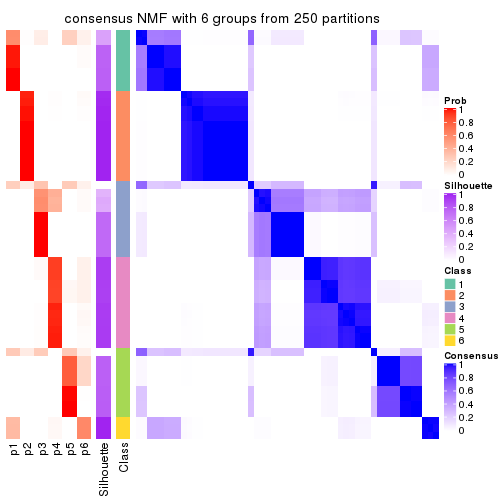 consensus NMF with 6 groups from 250 partitions
Prob
1
0.8
0.6
0.4
0.2
0
Silhouette
1
0.8
0.6
0.4
0.2
0
Class
1
2
3
4
5
6
Consensus
1
0.8
0.6
0.4
0.2
0
p1
p2
p3
p4
p5
p6
Silhouette
Class